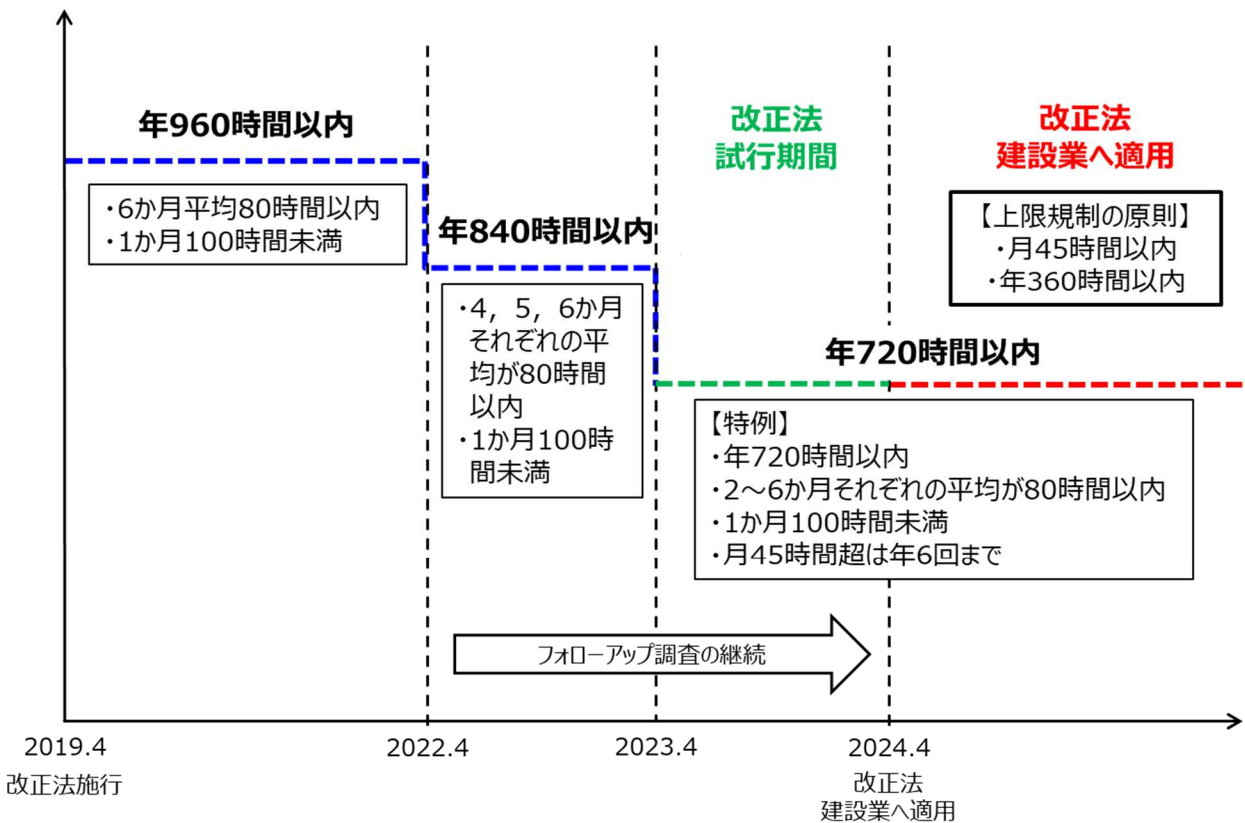 年960時間以内
・6か月平均80時間以内
・1か月100時間未満
年840時間以内
・4，5，6か月
それぞれの平
均が80時間
以内
・1か月100時
間未満
改正法
試行期間
改正法
建設業へ適用
【上限規制の原則】
・月45時間以内
・年360時間以内
年720時間以内
【特例】
・年720時間以内
・2～6か月それぞれの平均が80時間以内
・1か月100時間未満
・月45時間超は年6回まで
フォローアップ調査の継続
2019.4
改正法施行
2022.4
2023.4
2024.4
改正法
建設業へ適用